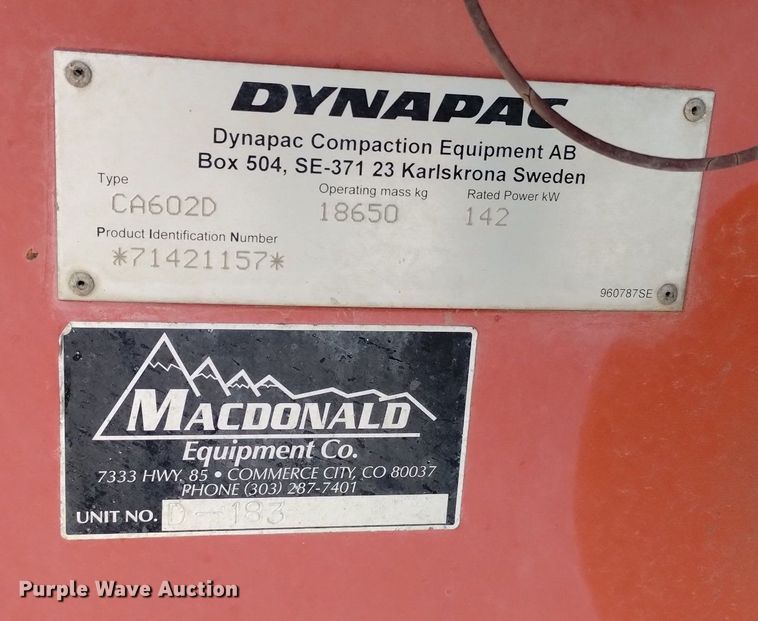 DYNAPAC
Dynapac Compaction Equipment AB
Box 504, SE-371 23 Karlskrona Sweden
Type Operating mass kg Rated Power kW
CA602D 18650 142
Product Identification Number
*71421157*
960787SE
MACDONALD
Equipment Co.
7333 HWY. 85 • COMMERCE CITY, CO 80037
PHONE (303) 287-7401
UNIT NO. D-183
Purple Wave Auction